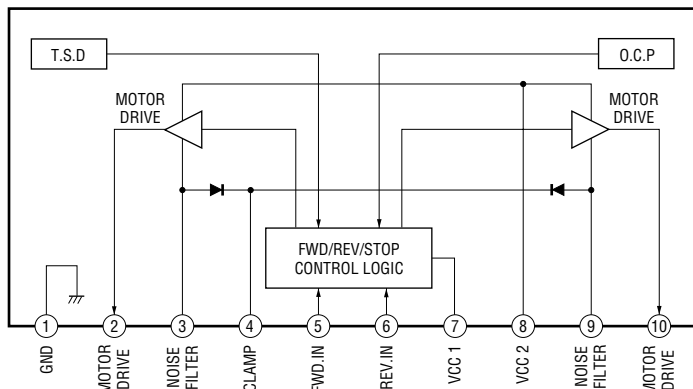 T.S.D
O.C.P
MOTOR
DRIVE
MOTOR
DRIVE
FWD/REV/STOP
CONTROL LOGIC
1
2
3
4
5
6
7
8
9
10
GND
MOTOR
DRIVE
NOISE
FILTER
CLAMP
FWD.IN
REV.IN
VCC 1
VCC 2
NOISE
FILTER
MOTOR
DRIVE